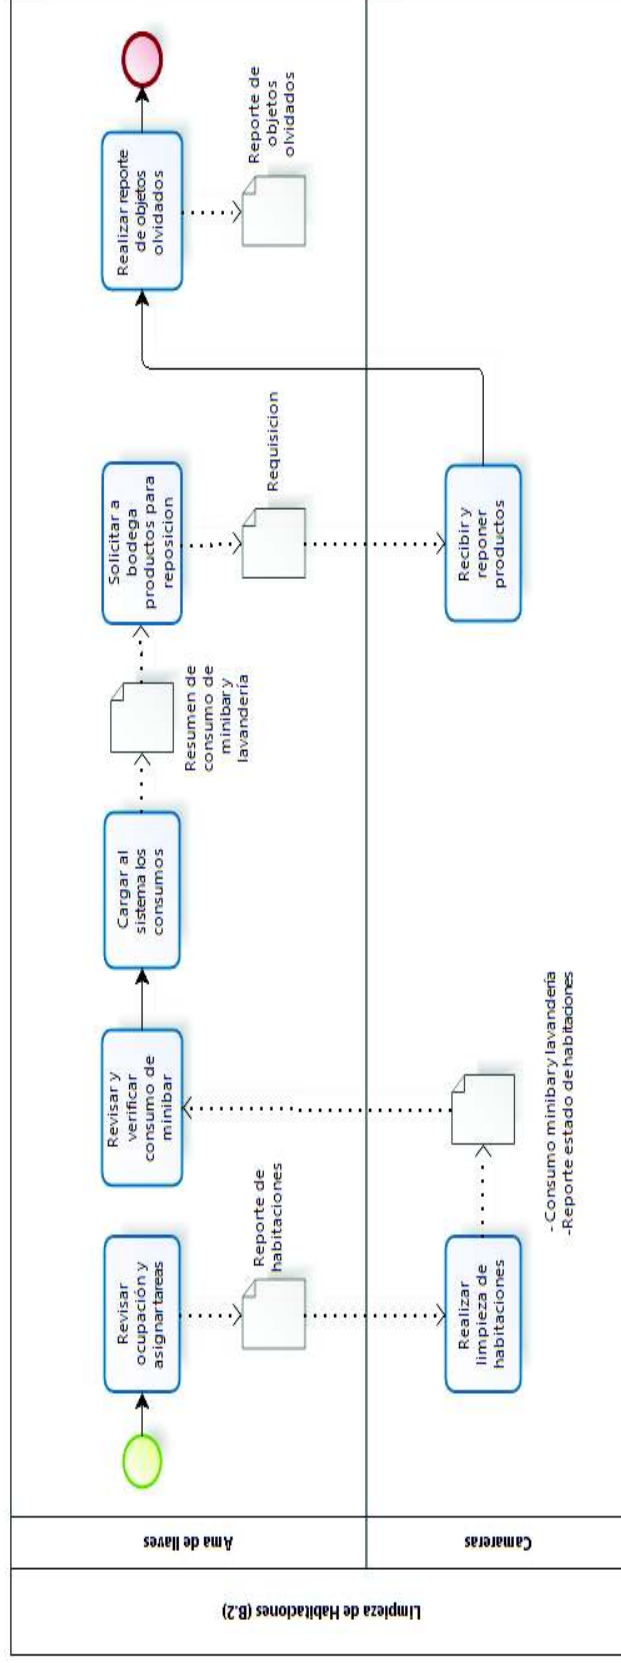 Limpieza de Habitaciones (B.2)
Ama de llaves
Camareras
Revisar
ocupación y
asignar tareas
Reporte de
habitaciones
Realizar
limpieza de
habitaciones
- Consumo minibar y lavandería
-Reporte estado de habitaciones
Revisar y
verificar
consumo de
minibar
Cargar al
sistema los
consumos
Resumen de
consumo de
minibar y
lavandería
Solicitar a
bodega
productos para
reposicion
Requisicion
Recibir y
reponer
productos
Realizar reporte
de objetos
olvidados
Reporte de
objetos
olvidados